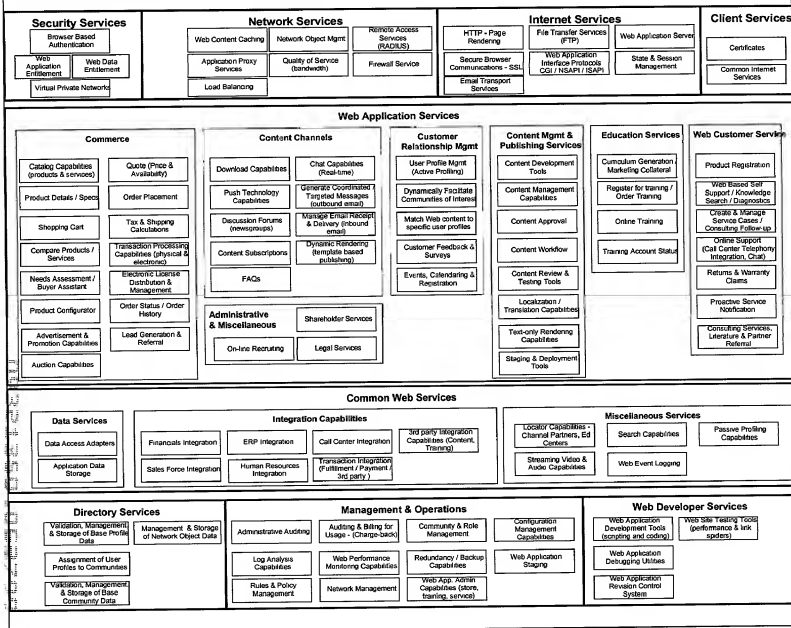 Security Services
Browser Based
Authentication
Web
Application
Entitlement
Web Data
Entitlement
Virtual Private Networks
Network Services
Web Content Caching
Network Object Mgmt
Remote Access
Services
(RADIUS)
Application Proxy
Services
Quality of Service
(bandwidth)
Firewall Service
Load Balancing
Internet Services
HTTP - Page
Rendering
File Transfer Services
(FTP)
Web Application Server
Secure Browser
Communications - SSL
Web Application
Interface Protocols
CGI / NSAPI / ISAPI
State & Session
Management
Email Transport
Services
Client Services
Certificates
Common Internet
Services
Web Application Services
Commerce
Catalog Capabilities
(products & services)
Quote (Price &
Availability)
Product Details / Specs
Order Placement
Shopping Cart
Tax & Shipping
Calculations
Compare Products /
Services
Transaction Processing
Capabilities (physical &
electronic)
Needs Assessment /
Buyer Assistant
Electronic License
Distribution &
Management
Product Configurator
Order Status / Order
History
Advertisement &
Promotion Capabilities
Lead Generation &
Referral
Auction Capabilities
Content Channels
Download Capabilities
Chat Capabilities
(Real-time)
Push Technology
Capabilities
Generate Coordinated /
Targeted Messages
(outbound email)
Discussion Forums
(newsgroups)
Manage Email Receipt
& Delivery (inbound
email)
Content Subscriptions
Dynamic Rendering
(template based
publishing)
FAQs
Administrative
& Miscellaneous
Shareholder Services
On-line Recruiting
Legal Services
Customer
Relationship Mgmt
User Profile Mgmt
(Active Profiling)
Dynamically Facilitate
Communities of Interest
Match Web content to
specific user profiles
Customer Feedback &
Surveys
Events, Calendaring &
Registration
Content Mgmt &
Publishing Services
Content Development
Tools
Content Management
Capabilities
Content Approval
Content Workflow
Content Review &
Testing Tools
Localization /
Translation Capabilities
Text-only Rendering
Capabilities
Staging & Deployment
Tools
Education Services
Curriculum Generation /
Marketing Collateral
Register for training /
Order Training
Online Training
Training Account Status
Web Customer Service
Product Registration
Web Based Self
Support / Knowledge
Search / Diagnostics
Create & Manage
Service Cases /
Consulting Follow-up
Online Support
(Call Center Telephony
Integration, Chat)
Returns & Warranty
Claims
Proactive Service
Notification
Consulting Services,
Literature & Partner
Referral
Common Web Services
Data Services
Data Access Adapters
Application Data
Storage
Integration Capabilities
Financials Integration
ERP Integration
Call Center Integration
3rd party Integration
Capabilities (Content,
Training)
Sales Force Integration
Human Resources
Integration
Transaction Integration
(Fulfillment / Payment /
3rd party )
Miscellaneous Services
Locator Capabilities -
Channel Partners, Ed
Centers
Search Capabilities
Passive Profiling
Capabilities
Streaming Video &
Audio Capabilities
Web Event Logging
Directory Services
Validation, Management,
& Storage of Base Profile
Data
Management & Storage
of Network Object Data
Assignment of User
Profiles to Communities
Validation, Management,
& Storage of Base
Community Data
Management & Operations
Administrative Auditing
Auditing & Billing for
Usage - (Charge-back)
Community & Role
Management
Configuration
Management
Capabilities
Log Analysis
Capabilities
Web Performance
Monitoring Capabilities
Redundancy / Backup
Capabilities
Web Application
Staging
Rules & Policy
Management
Network Management
Web App. Admin
Capabilities (store,
training, service)
Web Developer Services
Web Application
Development Tools
(scripting and coding)
Web Site Testing Tools
(performance & link
spiders)
Web Application
Debugging Utilities
Web Application
Revision Control
System